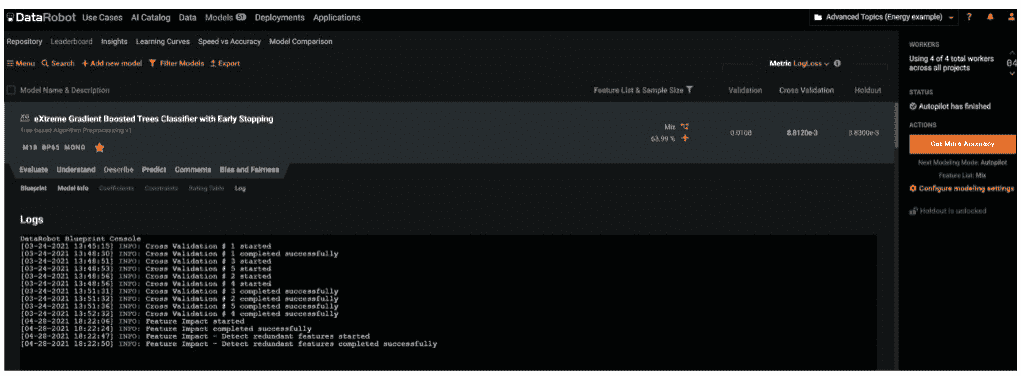 DataRobot Use Cases AI Catalog Data Models Deployments Applications Advanced Topics (Energy example) ?
Repository Leaderboard Insights Learning Curves Speed vs Accuracy Model Comparison
Menu Search + Add new model Filter Models Export Metric LogLoss
Model Name & Description Feature List & Sample Size Validation Cross Validation Holdout
eXtreme Gradient Boosted Trees Classifier with Early Stopping
Tree-based Algorithm Preprocessing v1
BP65 MONO
Mix
63.99 % +
8.8120e-3
Evaluate Understand Describe Predict Comments Bias and Fairness
Blueprint Model Info Coefficients Constraints Rating Table Log
Logs
DataRobot Blueprint Console
[03-24-2021 13:45:15] INFO: Cross Validation # 1 started
[03-24-2021 13:48:50] INFO: Cross Validation # 1 completed successfully
[03-24-2021 13:48:51] INFO: Cross Validation # 3 started
[03-24-2021 13:48:53] INFO: Cross Validation # 5 started
[03-24-2021 13:48:56] INFO: Cross Validation # 2 started
[03-24-2021 13:48:56] INFO: Cross Validation # 4 started
[03-24-2021 13:51:31] INFO: Cross Validation # 3 completed successfully
[03-24-2021 13:51:32] INFO: Cross Validation # 2 completed successfully
[03-24-2021 13:51:36] INFO: Cross Validation # 5 completed successfully
[03-24-2021 13:52:32] INFO: Cross Validation # 4 completed successfully
[04-28-2021 18:22:06] INFO: Feature Impact started
[04-28-2021 18:22:24] INFO: Feature Impact completed successfully
[04-28-2021 18:22:47] INFO: Feature Impact - Detect redundant features started
[04-28-2021 18:22:50] INFO: Feature Impact - Detect redundant features completed successfully
WORKERS
Using 4 of 4 total workers
across all projects
STATUS
Autopilot has finished
ACTIONS
Get More Accuracy
Next Modeling Mode: Autopilot
Feature List: Mix
Configure modeling settings
Holdout is unlocked